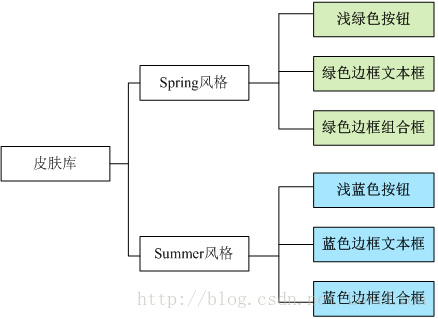 皮肤库
Spring风格
浅绿色按钮
绿色边框文本框
绿色边框组合框
Summer风格
浅蓝色按钮
蓝色边框文本框
蓝色边框组合框
http://blog.csdn.ne